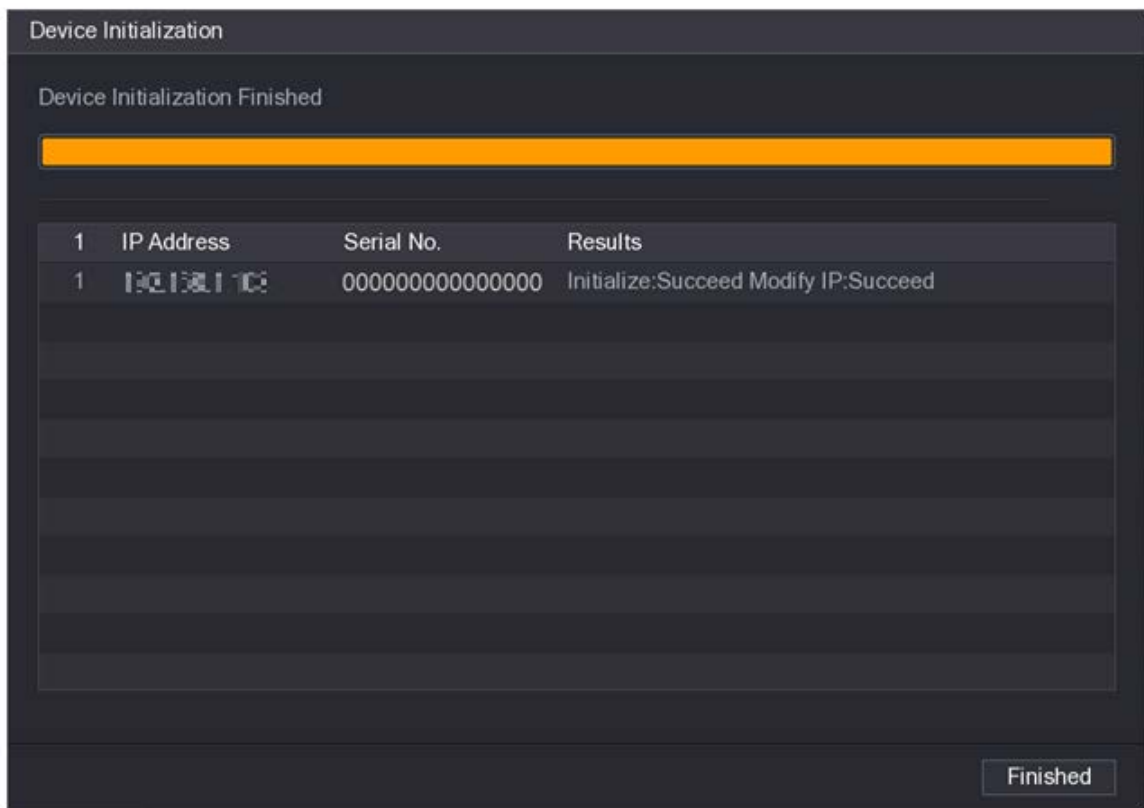 Device Initialization
Device Initialization Finished
1 IP Address Serial No. Results
1 000000000000000 Initialize:Succeed Modify IP:Succeed
Finished